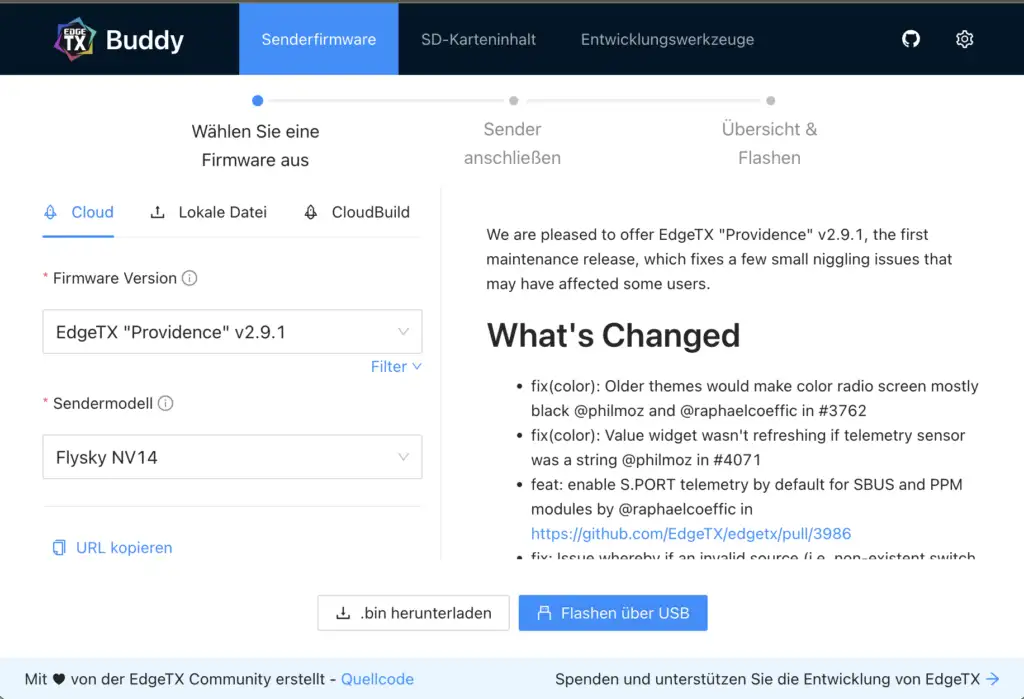 EDGE TX Buddy
Senderfirmware
SD-Karteninhalt
Entwicklungswerkzeuge
Wählen Sie eine
Firmware aus
Sender
anschließen
Übersicht &
Flashen
Cloud
Lokale Datei
CloudBuild
* Firmware Version
EdgeTX "Providence" v2.9.1
Filter
* Sendermodell
Flysky NV14
URL kopieren
We are pleased to offer EdgeTX "Providence" v2.9.1, the first
maintenance release, which fixes a few small niggling issues that
may have affected some users.
What's Changed
• fix(color): Older themes would make color radio screen mostly
black @philmoz and @raphaelcoeffic in #3762
• fix(color): Value widget wasn't refreshing if telemetry sensor
was a string @philmoz in #4071
• feat: enable S.PORT telemetry by default for SBUS and PPM
modules by @raphaelcoeffic in
https://github.com/EdgeTX/edgetx/pull/3986
• fix: Issue whereby if an invalid source (i.e. non-existent switch
.bin herunterladen
Flashen über USB
Mit ♥ von der EdgeTX Community erstellt - Quellcode
Spenden und unterstützen Sie die Entwicklung von EdgeTX →